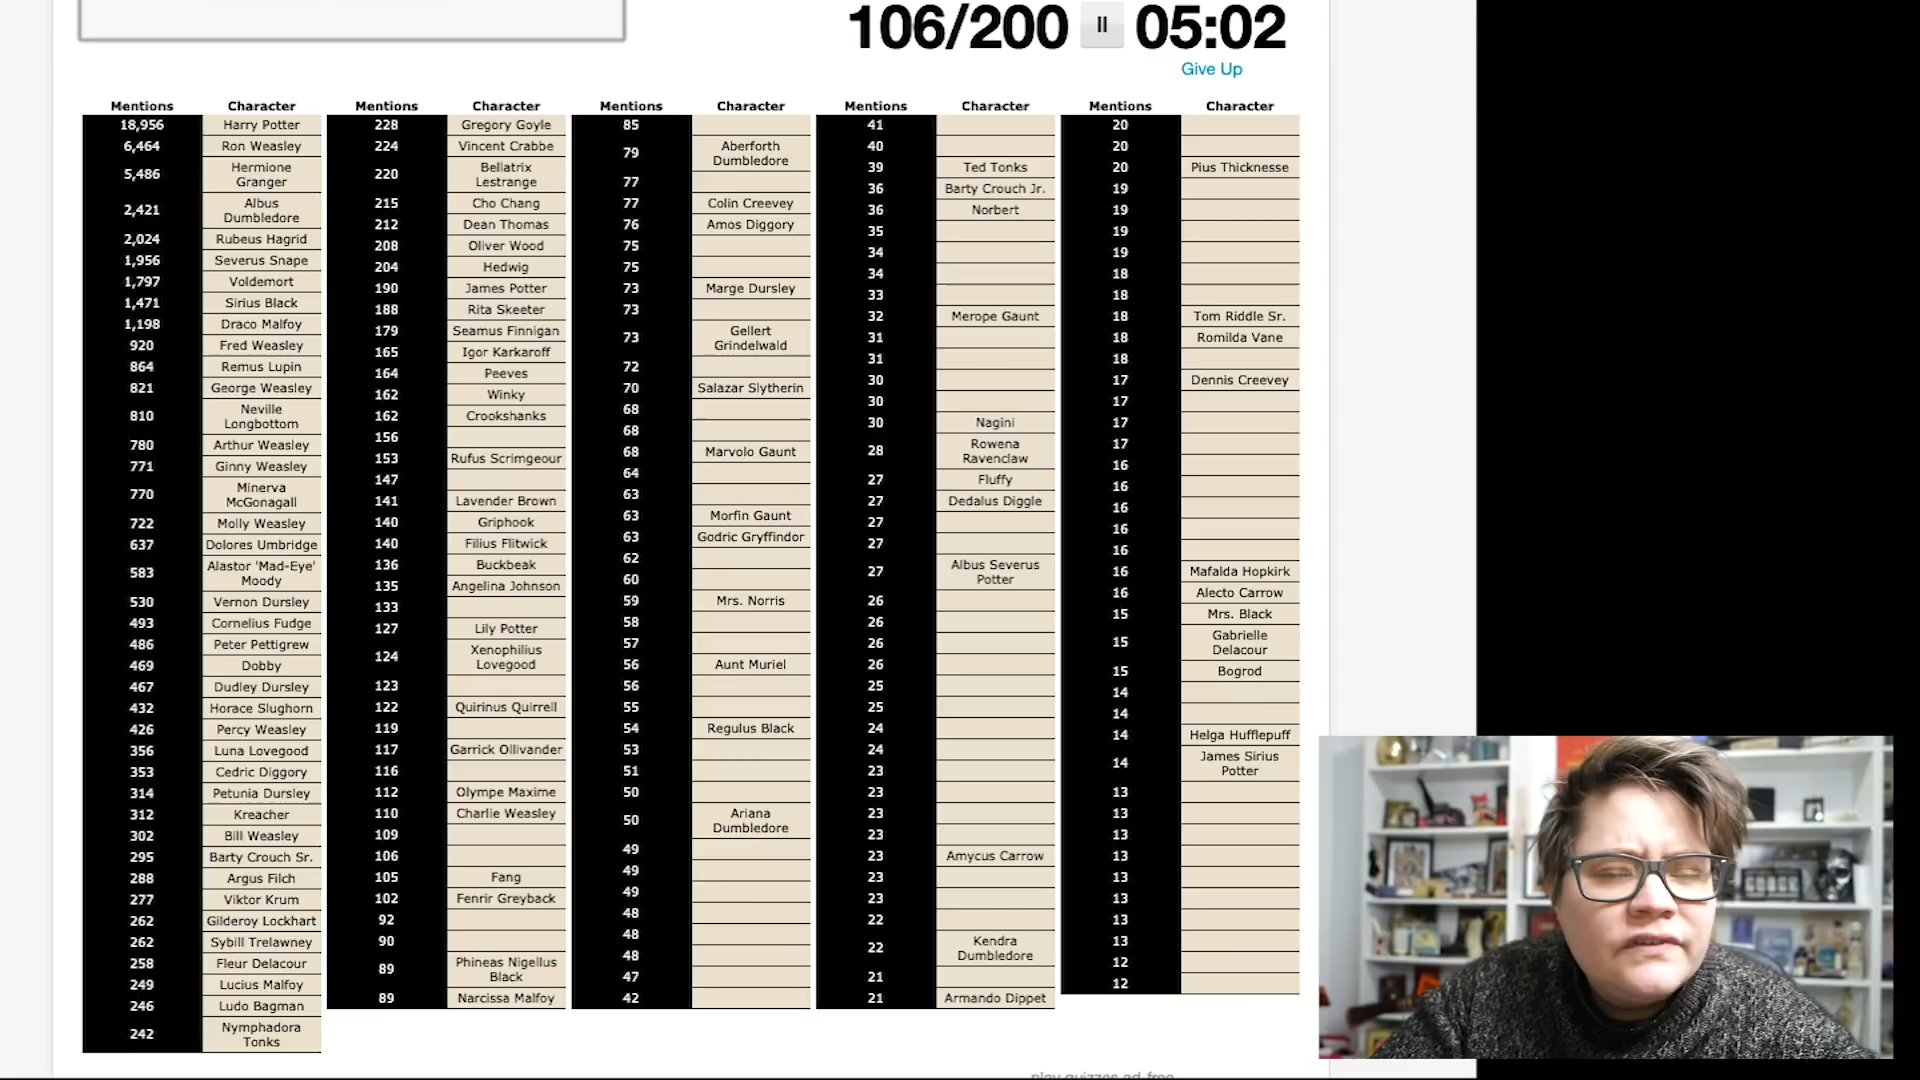 106/200 II 05:02
Give Up
Mentions Character Mentions Character Mentions Character Mentions Character Mentions Character
18,956 Harry Potter
6,464 Ron Weasley
5,486 Hermione
Granger
2,421 Albus
Dumbledore
2,024 Rubeus Hagrid
1,956 Severus Snape
1,797 Voldemort
1,471 Sirius Black
1,198 Draco Malfoy
920 Fred Weasley
864 Remus Lupin
821 George Weasley
810 Neville
Longbottom
780 Arthur Weasley
771 Ginny Weasley
770 Minerva
McGonagall
722 Molly Weasley
637 Dolores Umbridge
583 Alastor 'Mad-Eye'
Moody
530 Vernon Dursley
493 Cornelius Fudge
486 Peter Pettigrew
469 Dobby
467 Dudley Dursley
432 Horace Slughorn
426 Percy Weasley
356 Luna Lovegood
353 Cedric Diggory
314 Petunia Dursley
312 Kreacher
302 Bill Weasley
295 Barty Crouch Sr.
288 Argus Filch
277 Viktor Krum
262 Gilderoy Lockhart
262 Sybill Trelawney
258 Fleur Delacour
249 Lucius Malfoy
246 Ludo Bagman
242 Nymphadora
Tonks
228 Gregory Goyle
224 Vincent Crabbe
220 Bellatrix
Lestrange
215 Cho Chang
212 Dean Thomas
208 Oliver Wood
204 Hedwig
190 James Potter
188 Rita Skeeter
179 Seamus Finnigan
165 Igor Karkaroff
164 Peeves
162 Winky
162 Crookshanks
156
153 Rufus Scrimgeour
147
141 Lavender Brown
140 Griphook
140 Filius Flitwick
136 Buckbeak
135 Angelina Johnson
133
127 Lily Potter
124 Xenophilius
Lovegood
123
122 Quirinus Quirrell
119
117 Garrick Ollivander
116
112 Olympe Maxime
110 Charlie Weasley
109
106
105 Fang
102 Fenrir Greyback
92
90
89 Phineas Nigellus
Black
89 Narcissa Malfoy
85
79 Aberforth
Dumbledore
77
77 Colin Creevey
76 Amos Diggory
75
75
73 Marge Dursley
73
73 Gellert
Grindelwald
72
70 Salazar Slytherin
68
68
68 Marvolo Gaunt
64
63
63 Morfin Gaunt
63 Godric Gryffindor
62
60
59 Mrs. Norris
58
57
56 Aunt Muriel
56
55
54 Regulus Black
53
51
50
50 Ariana
Dumbledore
49
49
49
48
48
48
47
42
41
40
39 Ted Tonks
36 Barty Crouch Jr.
36 Norbert
35
34
34
33
32 Merope Gaunt
31
31
30
30
30 Nagini
28 Rowena
Ravenclaw
27 Fluffy
27 Dedalus Diggle
27
27
27 Albus Severus
Potter
26
26
26
26
25
25
24
24
23
23
23
23
23 Amycus Carrow
23
23
22
22 Kendra
Dumbledore
21
21 Armando Dippet
20
20
20 Pius Thicknesse
19
19
19
19
18
18
18 Tom Riddle Sr.
18 Romilda Vane
18
17 Dennis Creevey
17
17
17
16
16
16
16
16
16 Mafalda Hopkirk
16 Alecto Carrow
15 Mrs. Black
15 Gabrielle
Delacour
15 Bogrod
14
14
14 Helga Hufflepuff
14 James Sirius
Potter
13
13
13
13
13
13
13
13
12
12
play quizzes ad-free